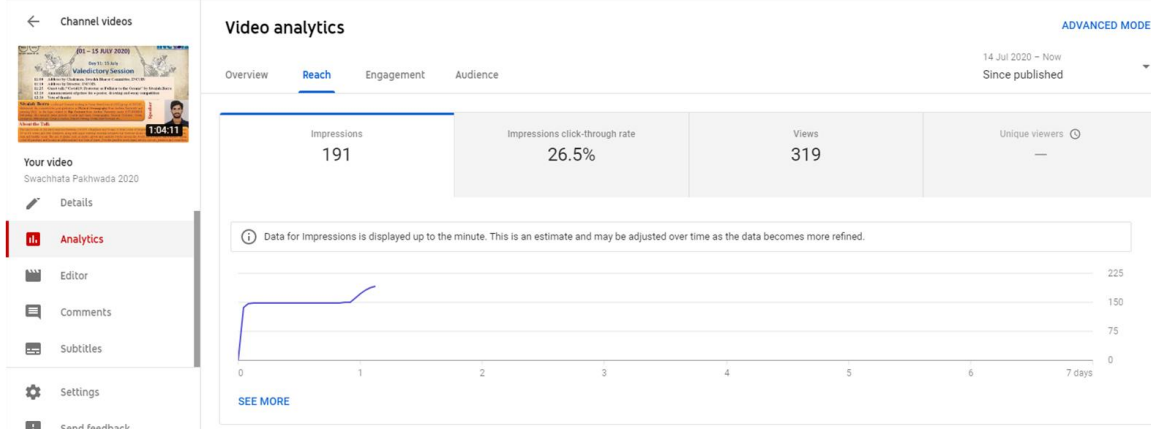 Channel videos
(01 – 15 JULY 2020)
Valedictory Session
1:04:11
Your video
Swachhata Pakhwada 2020
Details
Analytics
Editor
Comments
Subtitles
Settings
Send feedback
Video analytics
ADVANCED MODE
14 Jul 2020 – Now
Since published
Overview
Reach
Engagement
Audience
Impressions
191
Impressions click-through rate
26.5%
Views
319
Unique viewers
—
Data for Impressions is displayed up to the minute. This is an estimate and may be adjusted over time as the data becomes more refined.
225
150
75
0
0 1 2 3 4 5 6 7 days
SEE MORE